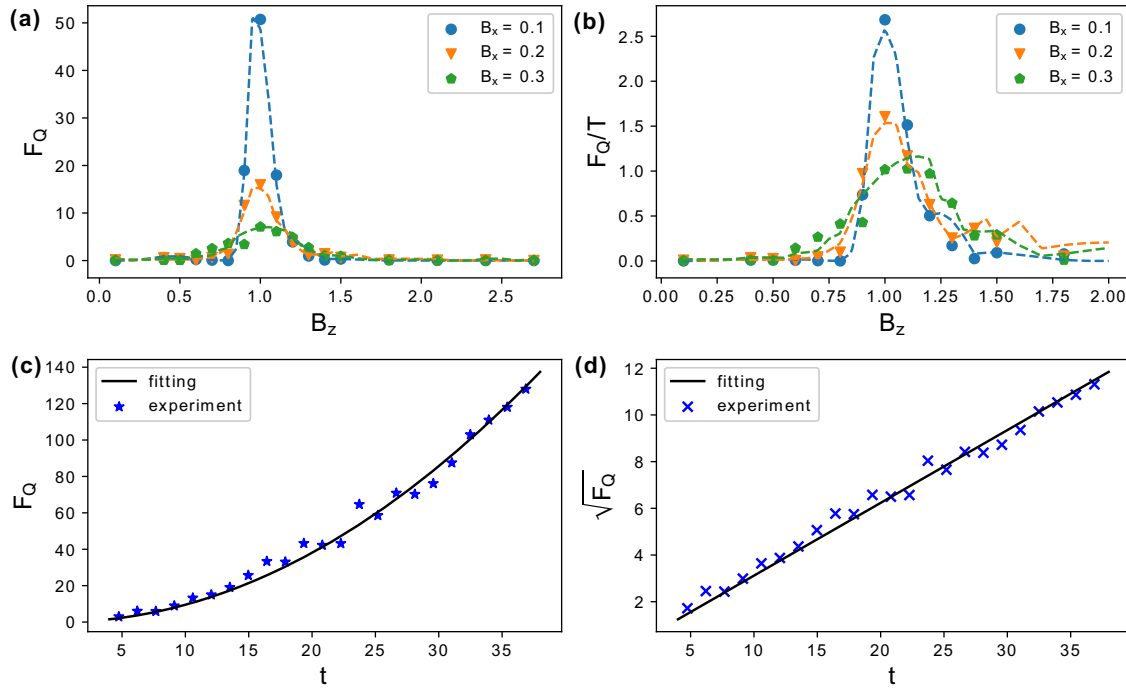 (a)
50
40
30
20
10
0
F_Q
0.0 0.5 1.0 1.5 2.0 2.5
B_z
B_x = 0.1
B_x = 0.2
B_x = 0.3
(b)
2.5
2.0
1.5
1.0
0.5
0.0
F_Q/T
0.00 0.25 0.50 0.75 1.00 1.25 1.50 1.75 2.00
B_z
B_x = 0.1
B_x = 0.2
B_x = 0.3
(c)
140
120
100
80
60
40
20
0
F_Q
5 10 15 20 25 30 35
t
fitting
experiment
(d)
12
10
8
6
4
2
√F_Q
5 10 15 20 25 30 35
t
fitting
experiment